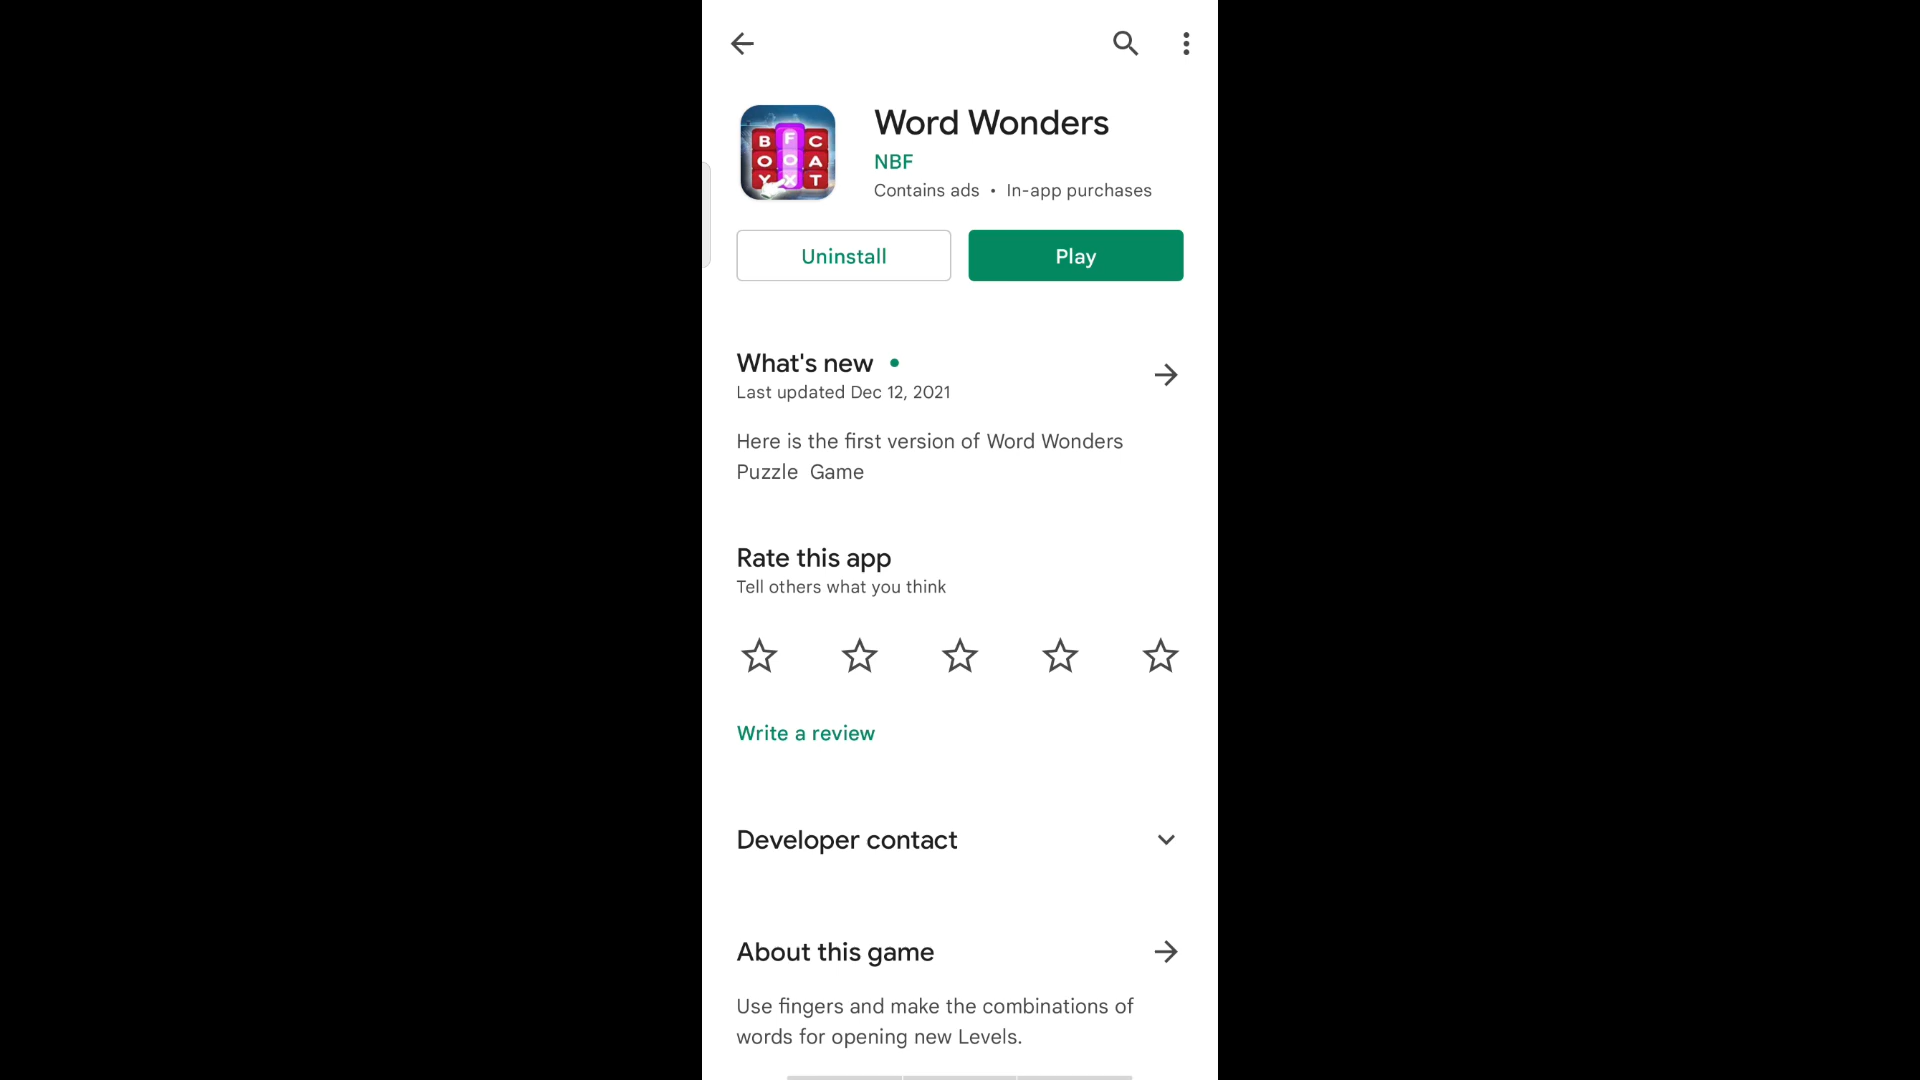 Word Wonders
B F C
O O A
Y X T
NBF
Contains ads • In-app purchases
Uninstall
Play
What's new
Last updated Dec 12, 2021
Here is the first version of Word Wonders
Puzzle Game
Rate this app
Tell others what you think
Write a review
Developer contact
About this game
Use fingers and make the combinations of
words for opening new Levels.